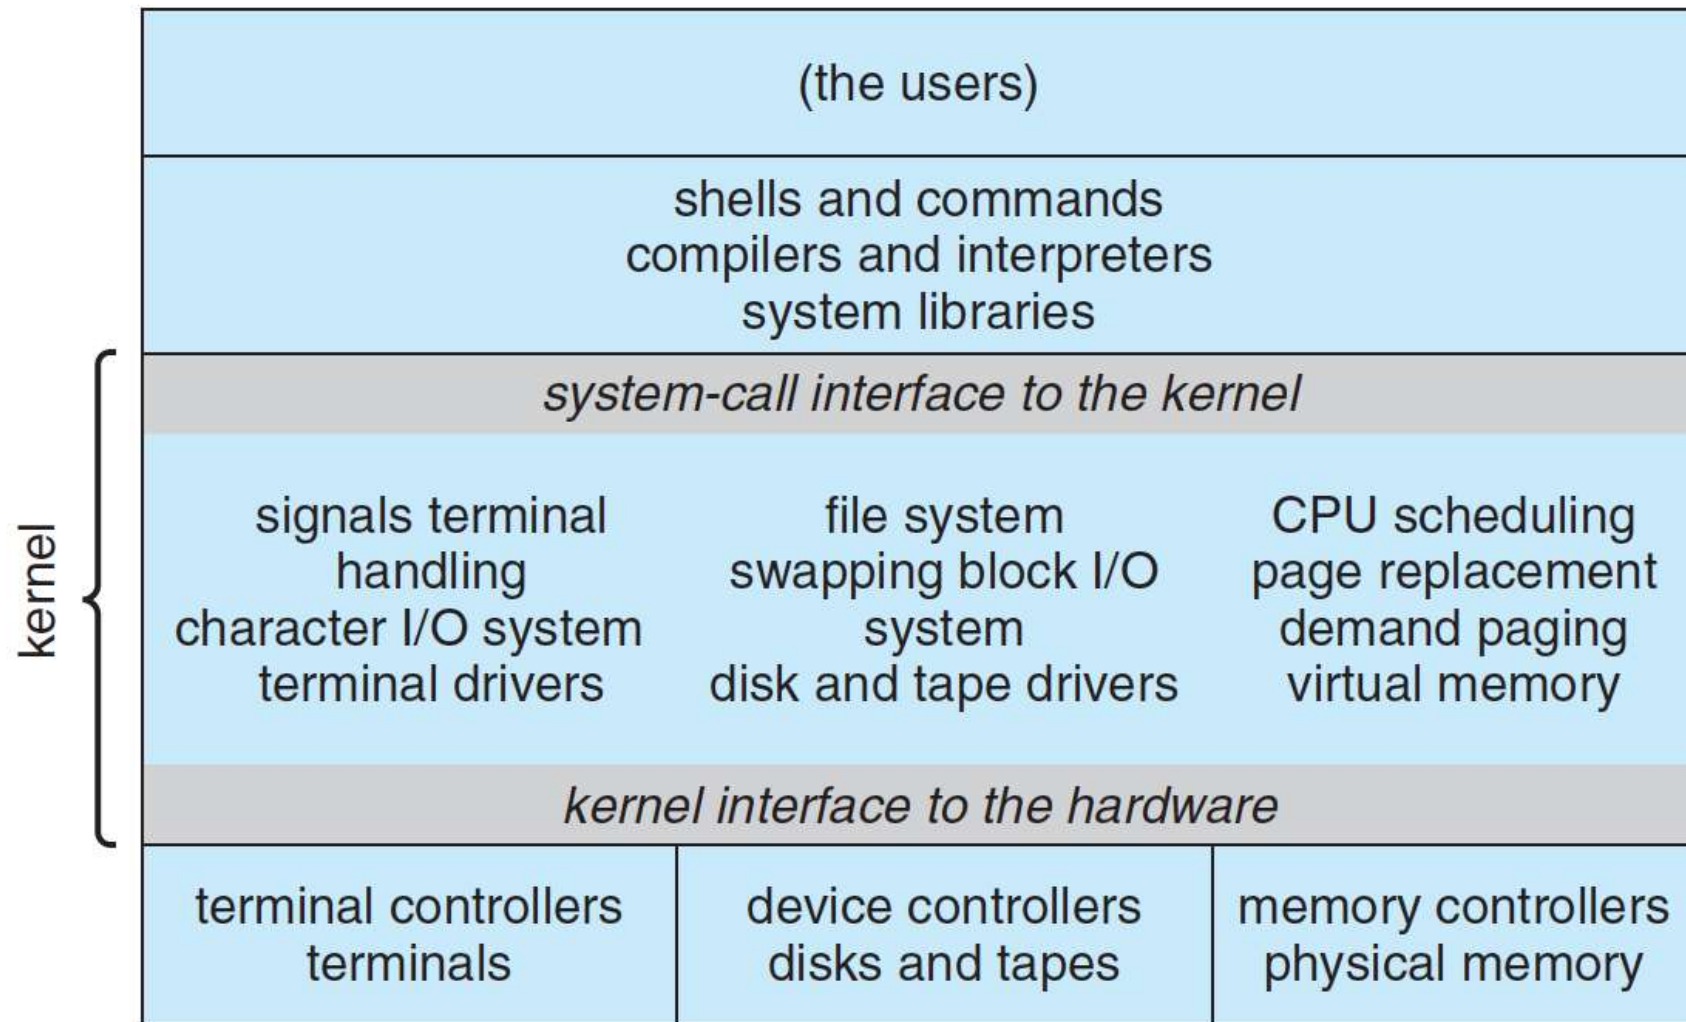 (the users)
shells and commands
compilers and interpreters
system libraries
kernel
system-call interface to the kernel
signals terminal
handling
character I/O system
terminal drivers
file system
swapping block I/O
system
disk and tape drivers
CPU scheduling
page replacement
demand paging
virtual memory
kernel interface to the hardware
terminal controllers
terminals
device controllers
disks and tapes
memory controllers
physical memory